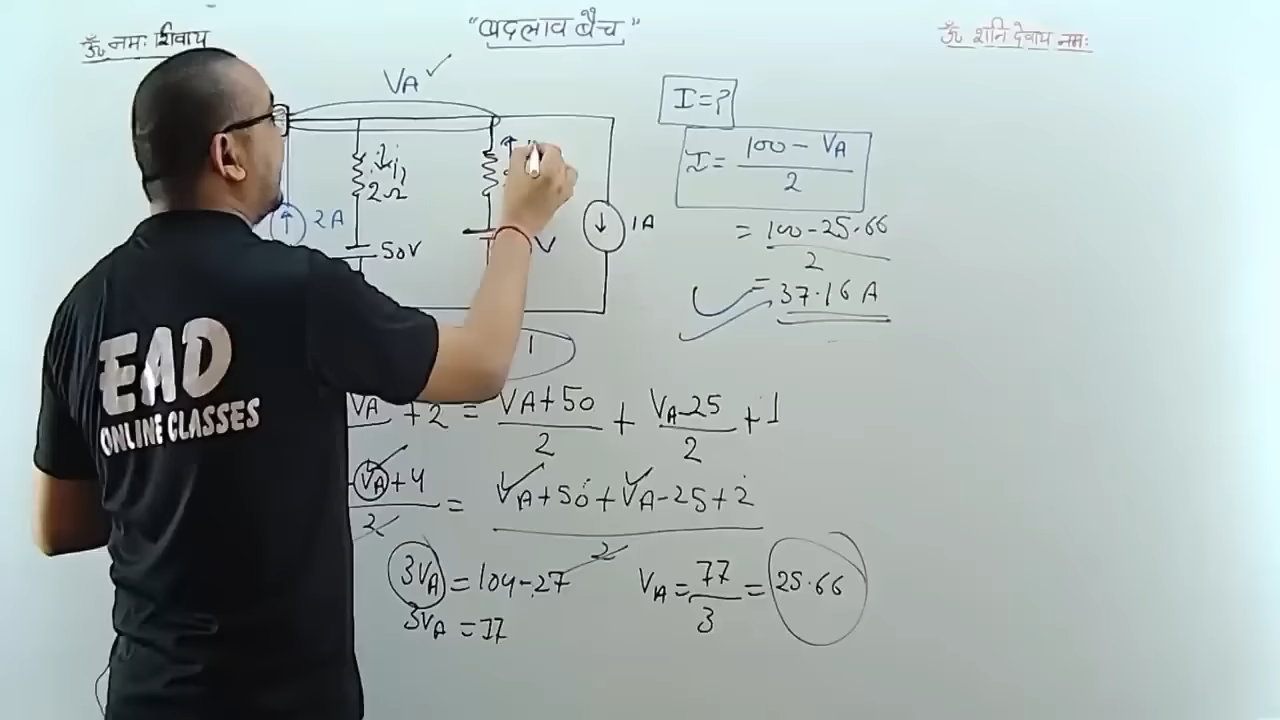 ॐ नमः शिवाय
"बदलाव बैच"
ॐ शनि देवाय नमः
VA ✓
I=?
I = 100 - VA / 2
= 100-25.66 / 2
= 37.16 A
i₁
2Ω
2A
50V
V
1A
1
VA + 2 = VA+50 / 2 + VA-25 / 2 + 1
-VA+4 / 2 = VA+50+VA-25+2 / 2
3VA = 104-27
3VA = 77
VA = 77/3 = 25.66
EAD
ONLINE CLASSES